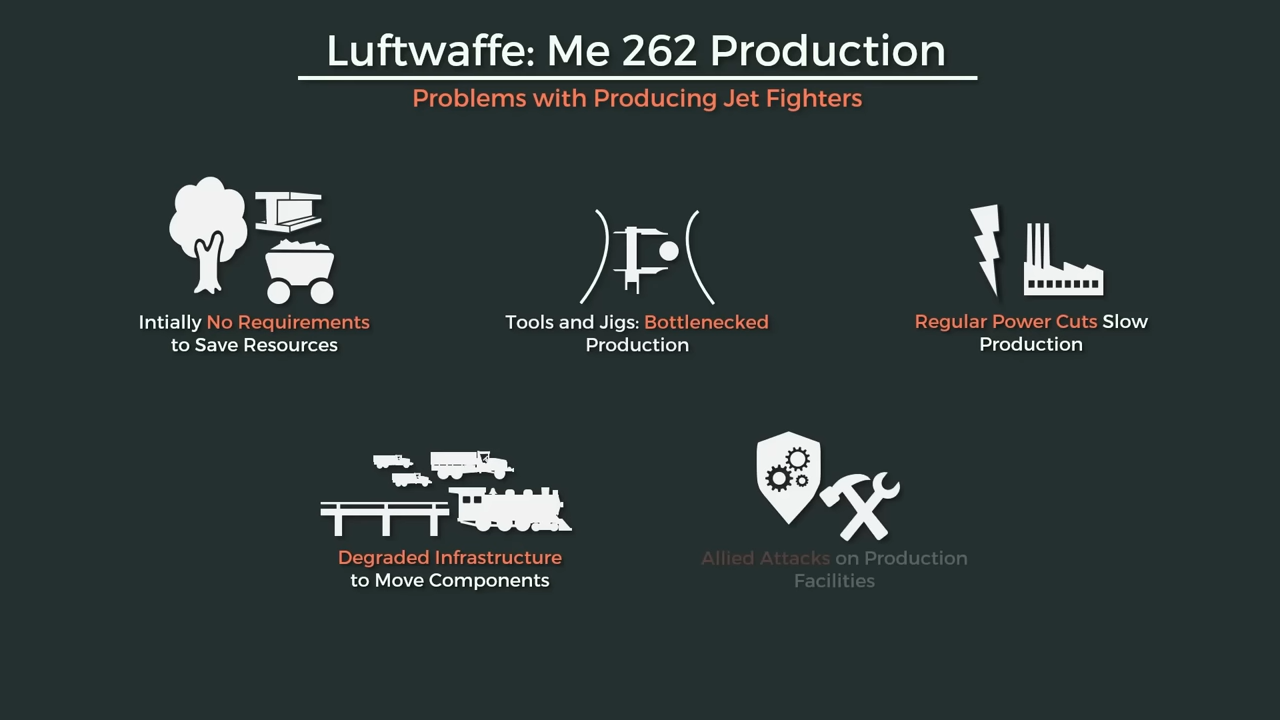 Luftwaffe: Me 262 Production
Problems with Producing Jet Fighters
Intially No Requirements
to Save Resources
Tools and Jigs: Bottlenecked
Production
Regular Power Cuts Slow
Production
Degraded Infrastructure
to Move Components
Allied Attacks on Production
Facilities